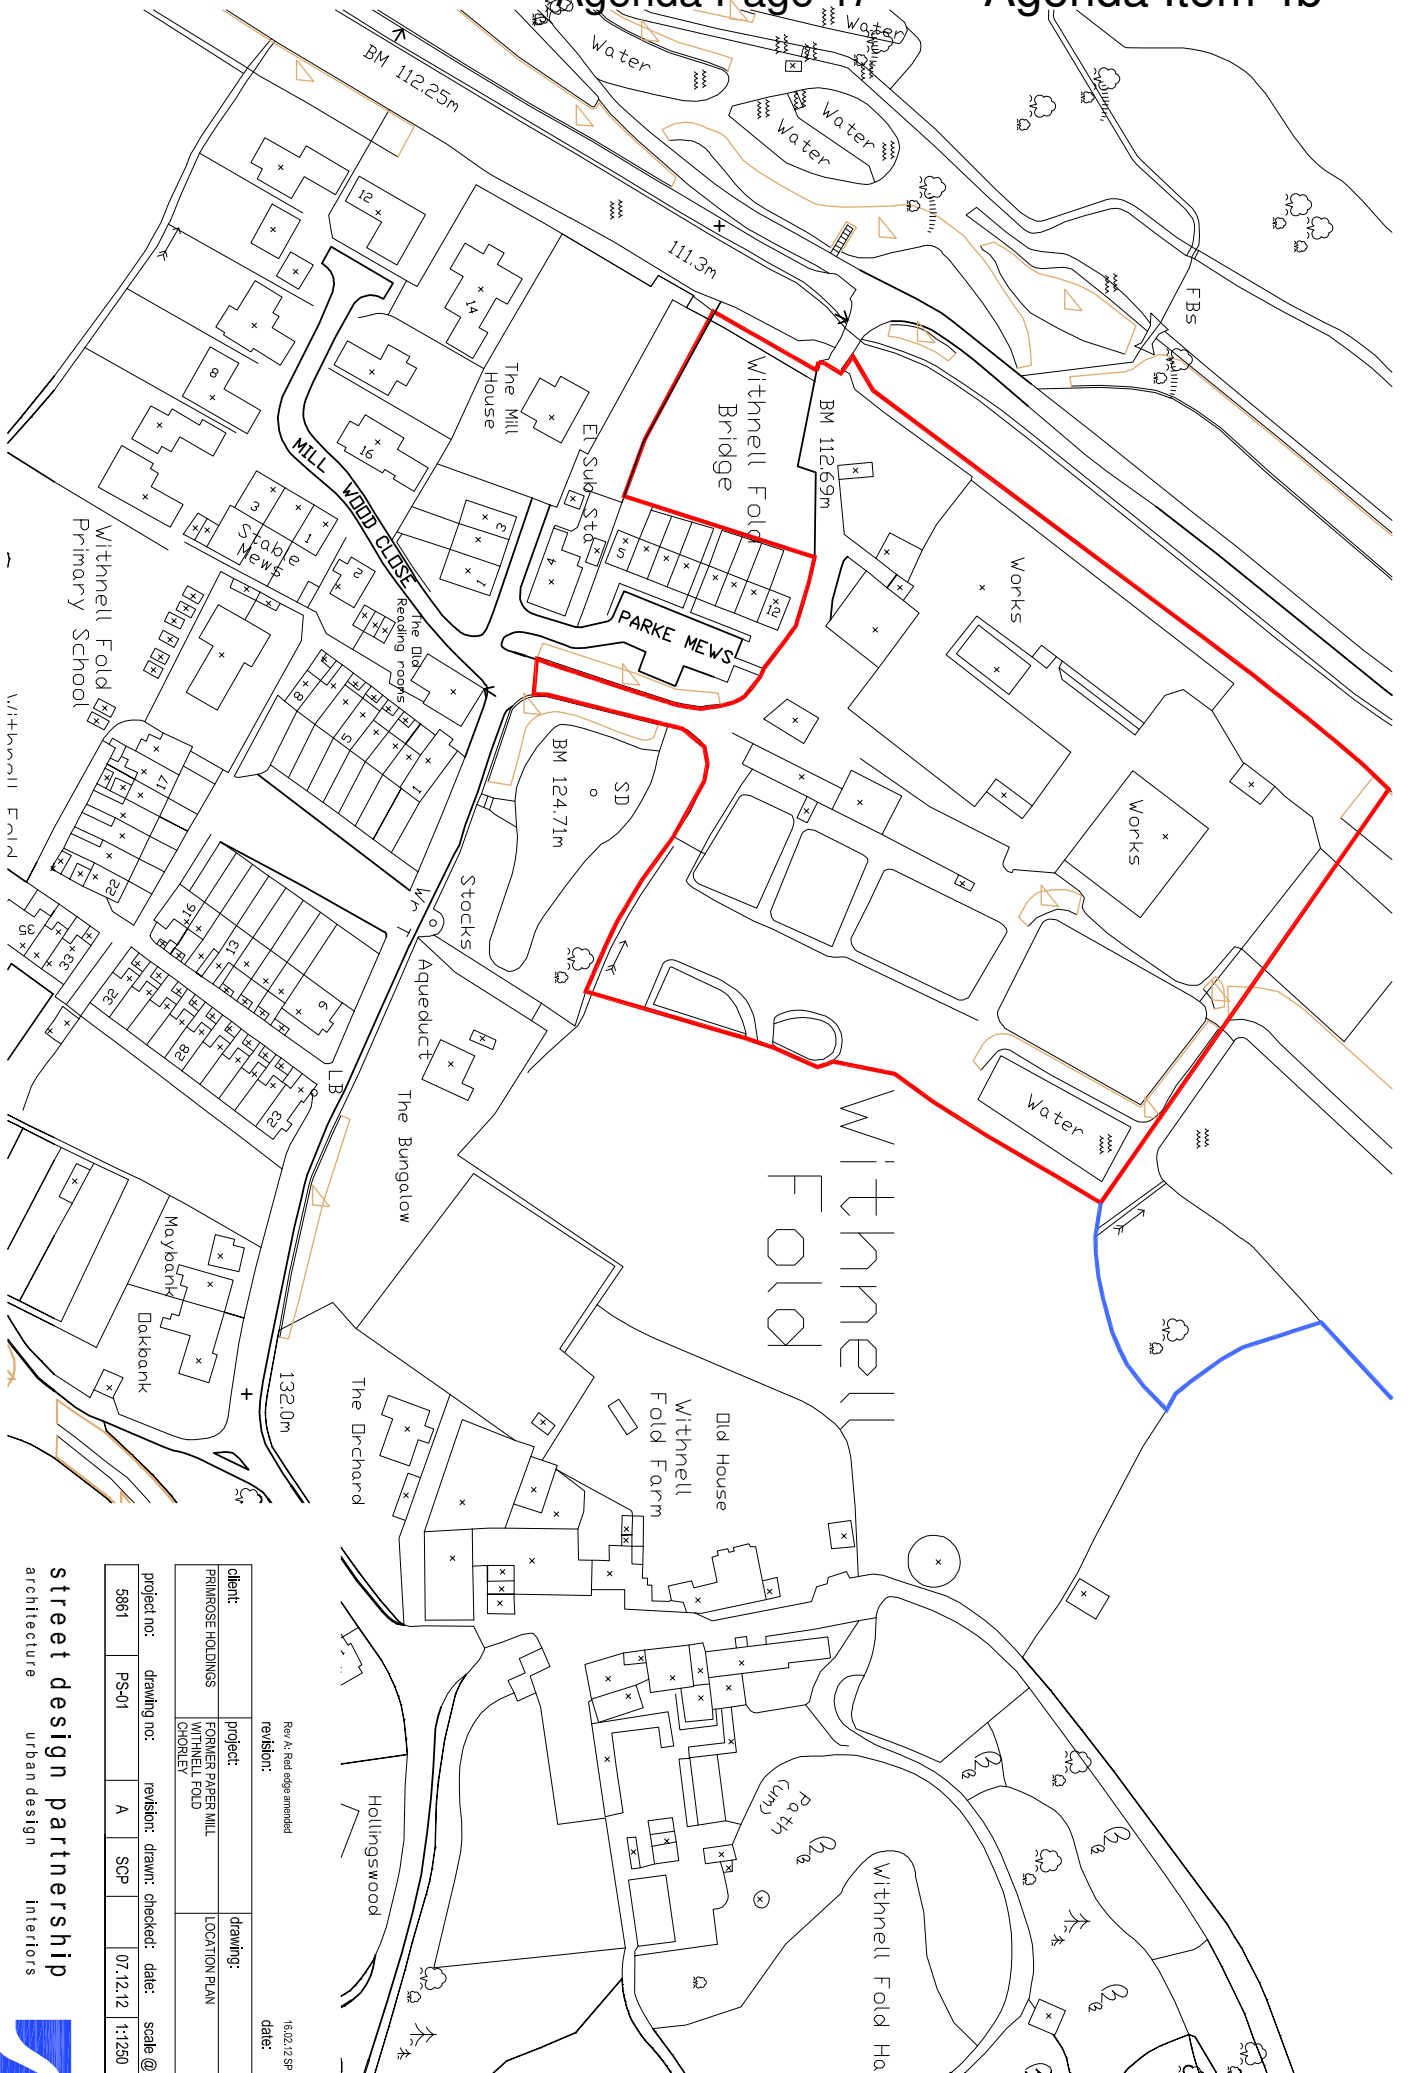 Agenda Page 47
Agenda Item 4b
Water
Water
BM 112.25m
Water
Water
FBs
111.3m
12
14
8
16
The Mill
House
El Sub Sta
Withnell Fold
Bridge
BM 112.69m
Works
Works
MILL WOOD CLOSE
3
1
Stable
Mews
2
3
1
4
5
12
PARKE MEWS
The Old
Reading rooms
Withnell Fold
Primary School
8
5
1
BM 124.71m
SD
17
22
Stocks
Wr T
16
13
9
35
33
32
28
23
LB
Aqueduct
The Bungalow
Water
Withnell
Fold
Maybank
Oakbank
132.0m
The Orchard
Old House
Withnell
Fold Farm
Path
(um)
Hollingswood
Withnell Fold Ha
Rev A: Red edge amended
16.02.12 SP
revision:
date:
client:
project:
drawing:
PRIMROSE HOLDINGS
FORMER PAPER MILL
WITHNELL FOLD
CHORLEY
LOCATION PLAN
project no:
drawing no:
revision:
drawn:
checked:
date:
scale @
5861
PS-01
A
SCP
07.12.12
1:1250
street design partnership
architecture
urban design
interiors